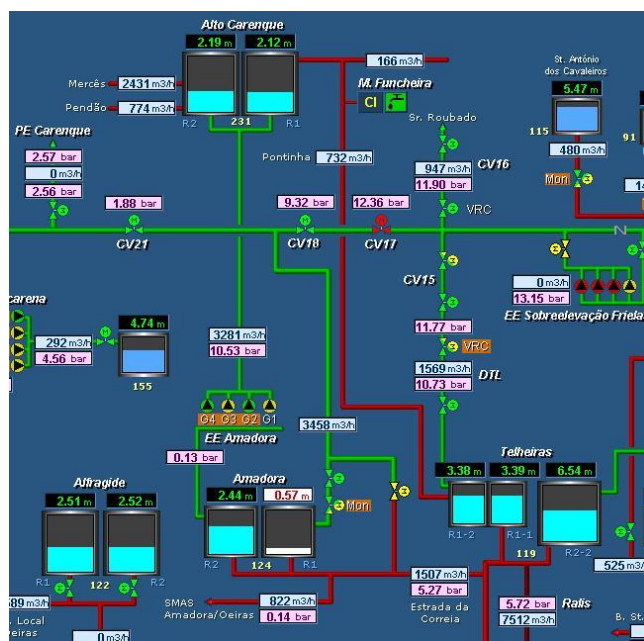 Alto Carenque
2.19 m
2.12 m
166 m3/h
Mercês
2431 m3/h
M. Funcheira
CI
St. António
dos Cavaleiros
5.47 m
Pendão
774 m3/h
R2
231
R1
Sr. Roubado
115
91
PE Carenque
2.57 bar
0 m3/h
2.56 bar
Pontinha
732 m3/h
947 m3/h
11.90 bar
CV16
480 m3/h
Mon
14
1.88 bar
9.32 bar
12.36 bar
VRC
CV21
CV18
CV17
CV15
0 m3/h
13.15 bar
EE Sobreelevação Friela
carena
4.74 m
292 m3/h
4.56 bar
155
3281 m3/h
10.53 bar
11.77 bar
VRC
1569 m3/h
10.73 bar
DTL
G4
G3
G2
G1
EE Amadora
3458 m3/h
0.13 bar
Telheiras
3.38 m
3.39 m
6.54 m
Alfragide
2.51 m
2.52 m
Amadora
2.44 m
0.57 m
Mon
R1-2
R1-1
119
R2-2
R1
122
R2
R2
124
R1
1507 m3/h
5.27 bar
525 m3/h
589 m3/h
. Local
eiras
0 m3/h
SMAS
Amadora/Oeiras
822 m3/h
0.14 bar
Estrada da
Correia
5.72 bar
7512 m3/h
Ralis
B. St.